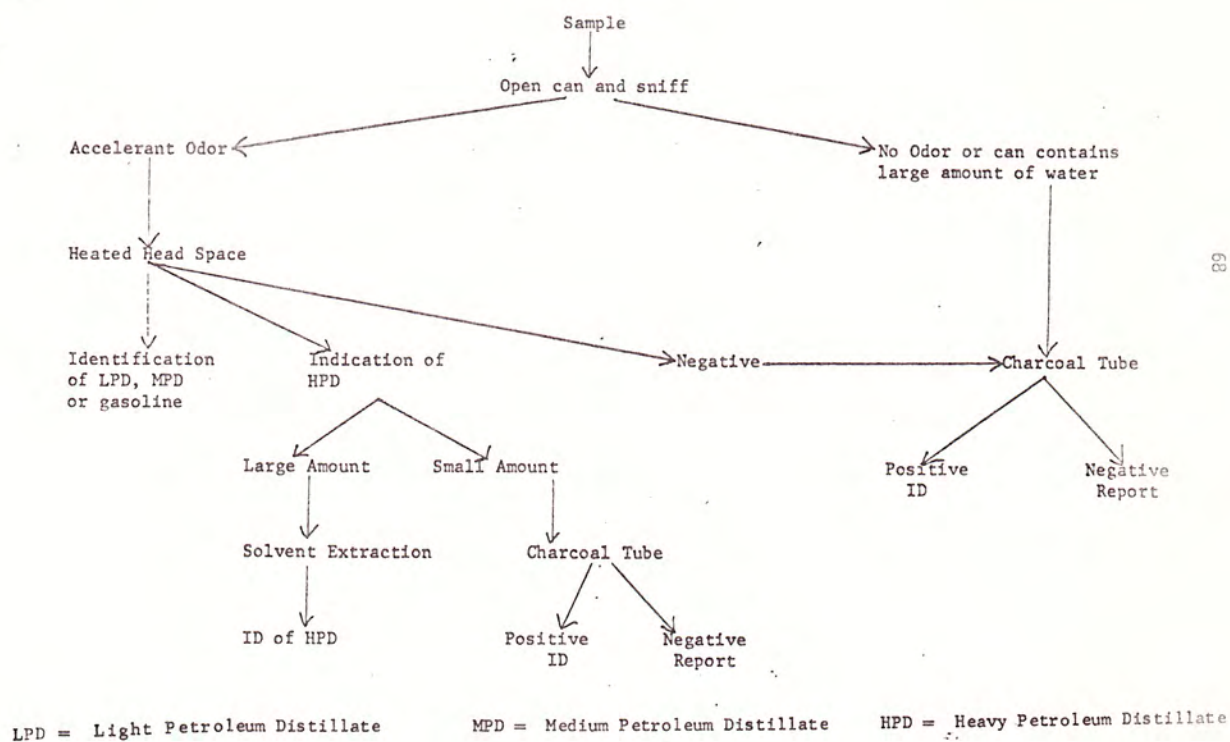 Sample
Open can and sniff
Accelerant Odor
No Odor or can contains
large amount of water
Heated Head Space
68
Identification
of LPD, MPD
or gasoline
Indication of
HPD
Negative
Charcoal Tube
Large Amount
Small Amount
Positive
ID
Negative
Report
Solvent Extraction
Charcoal Tube
ID of HPD
Positive
ID
Negative
Report
LPD = Light Petroleum Distillate
MPD = Medium Petroleum Distillate
HPD = Heavy Petroleum Distillate